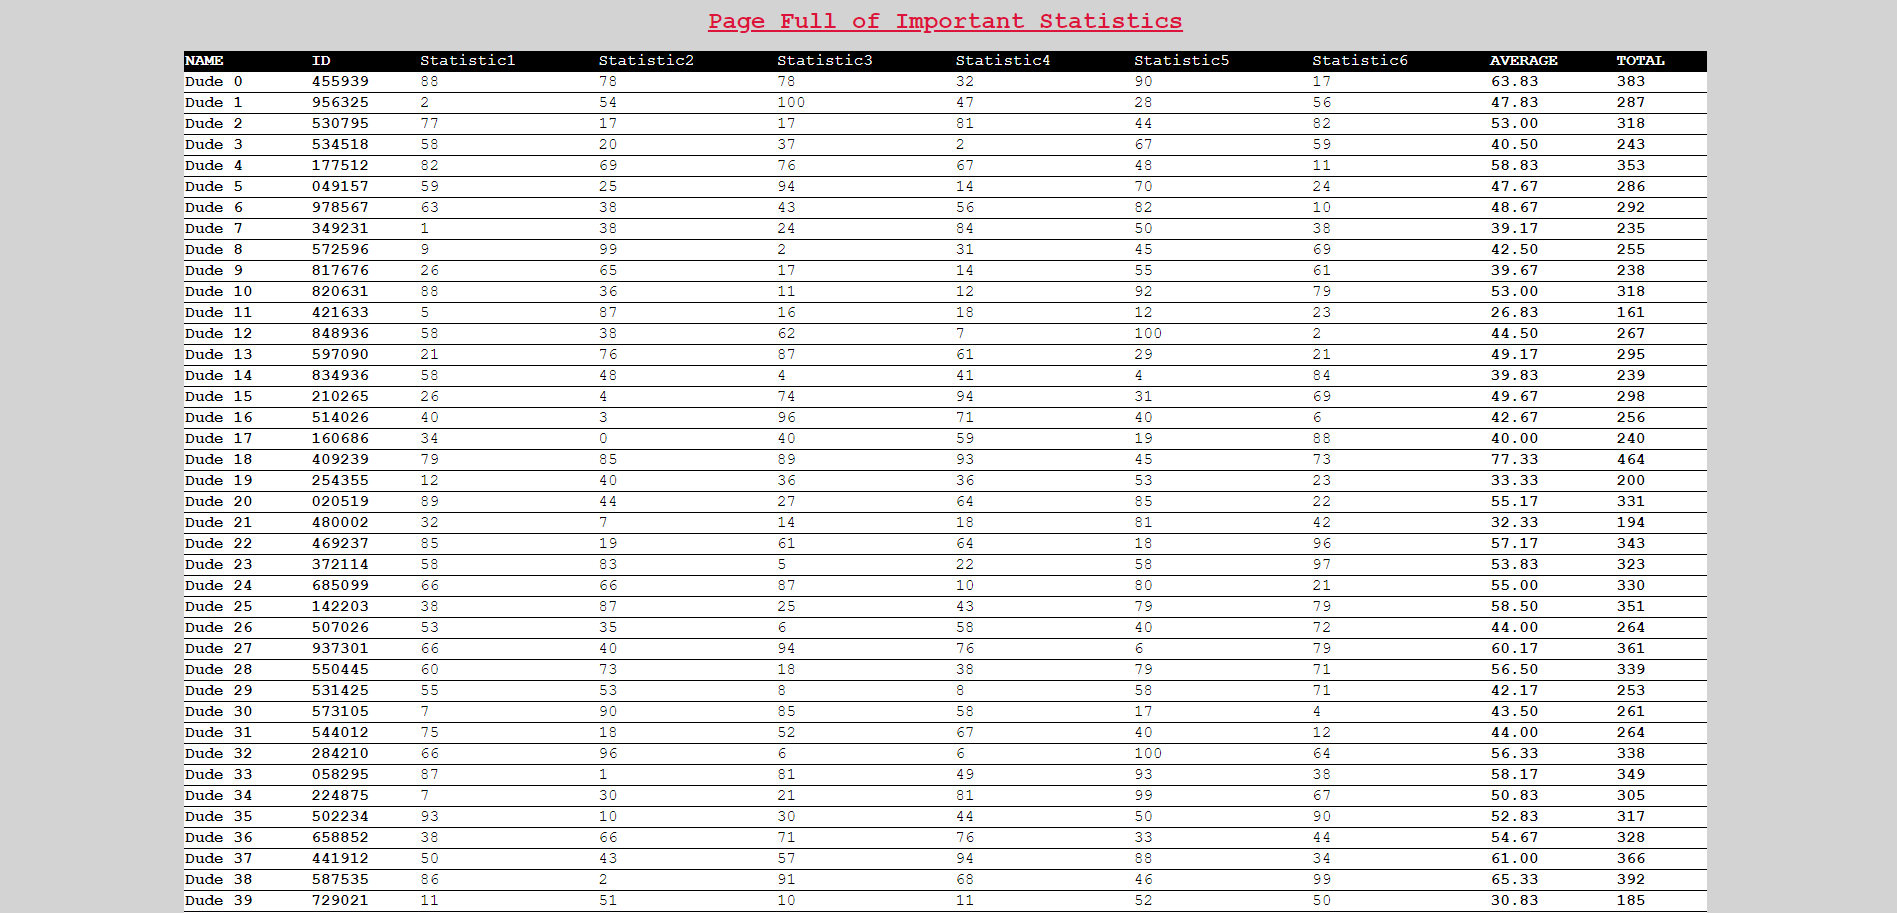 Page Full of Important Statistics
NAME ID Statistic1 Statistic2 Statistic3 Statistic4 Statistic5 Statistic6 AVERAGE TOTAL
Dude 0 455939 88 78 78 32 90 17 63.83 383
Dude 1 956325 2 54 100 47 28 56 47.83 287
Dude 2 530795 77 17 17 81 44 82 53.00 318
Dude 3 534518 58 20 37 2 67 59 40.50 243
Dude 4 177512 82 69 76 67 48 11 58.83 353
Dude 5 049157 59 25 94 14 70 24 47.67 286
Dude 6 978567 63 38 43 56 82 10 48.67 292
Dude 7 349231 1 38 24 84 50 38 39.17 235
Dude 8 572596 9 99 2 31 45 69 42.50 255
Dude 9 817676 26 65 17 14 55 61 39.67 238
Dude 10 820631 88 36 11 12 92 79 53.00 318
Dude 11 421633 5 87 16 18 12 23 26.83 161
Dude 12 848936 58 38 62 7 100 2 44.50 267
Dude 13 597090 21 76 87 61 29 21 49.17 295
Dude 14 834936 58 48 4 41 4 84 39.83 239
Dude 15 210265 26 4 74 94 31 69 49.67 298
Dude 16 514026 40 3 96 71 40 6 42.67 256
Dude 17 160686 34 0 40 59 19 88 40.00 240
Dude 18 409239 79 85 89 93 45 73 77.33 464
Dude 19 254355 12 40 36 36 53 23 33.33 200
Dude 20 020519 89 44 27 64 85 22 55.17 331
Dude 21 480002 32 7 14 18 81 42 32.33 194
Dude 22 469237 85 19 61 64 18 96 57.17 343
Dude 23 372114 58 83 5 22 58 97 53.83 323
Dude 24 685099 66 66 87 10 80 21 55.00 330
Dude 25 142203 38 87 25 43 79 79 58.50 351
Dude 26 507026 53 35 6 58 40 72 44.00 264
Dude 27 937301 66 40 94 76 6 79 60.17 361
Dude 28 550445 60 73 18 38 79 71 56.50 339
Dude 29 531425 55 53 8 8 58 71 42.17 253
Dude 30 573105 7 90 85 58 17 4 43.50 261
Dude 31 544012 75 18 52 67 40 12 44.00 264
Dude 32 284210 66 96 6 6 100 64 56.33 338
Dude 33 058295 87 1 81 49 93 38 58.17 349
Dude 34 224875 7 30 21 81 99 67 50.83 305
Dude 35 502234 93 10 30 44 50 90 52.83 317
Dude 36 658852 38 66 71 76 33 44 54.67 328
Dude 37 441912 50 43 57 94 88 34 61.00 366
Dude 38 587535 86 2 91 68 46 99 65.33 392
Dude 39 729021 11 51 10 11 52 50 30.83 185